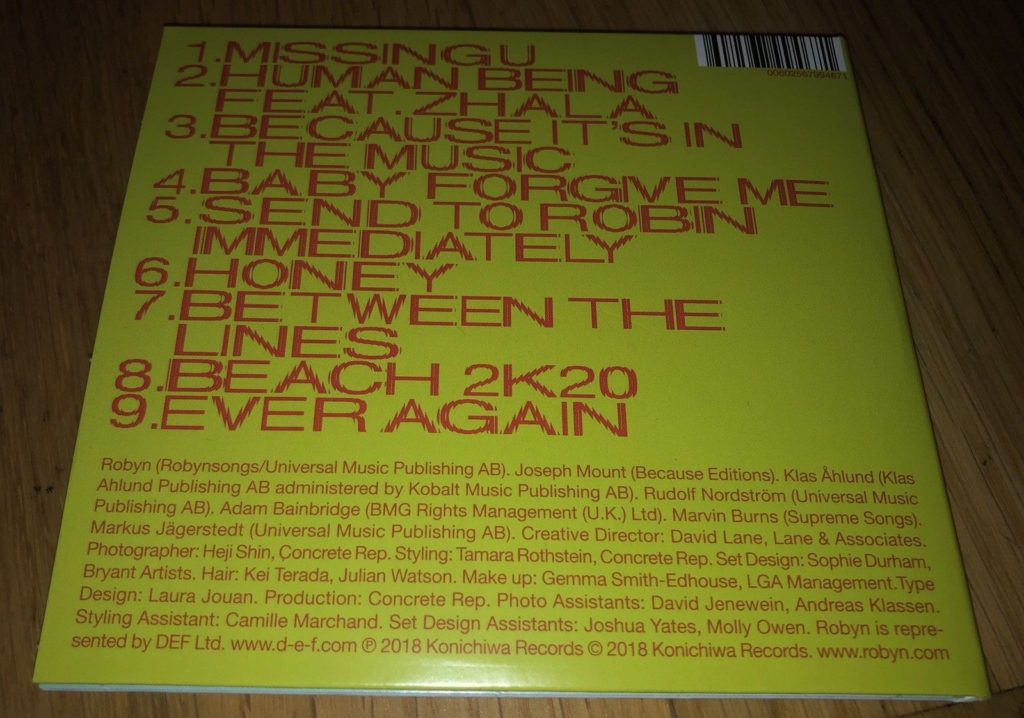 1.MISSING U
2.HUMAN BEING
FEAT. ZHALA
3.BECAUSE IT'S IN
THE MUSIC
4.BABY FORGIVE ME
5.SEND TO ROBIN
IMMEDIATELY
6.HONEY
7.BETWEEN THE
LINES
8.BEACH 2K20
9.EVER AGAIN
00602567994671
Robyn (Robynsongs/Universal Music Publishing AB). Joseph Mount (Because Editions). Klas Åhlund (Klas
Ahlund Publishing AB administered by Kobalt Music Publishing AB). Rudolf Nordström (Universal Music
Publishing AB). Adam Bainbridge (BMG Rights Management (U.K.) Ltd). Marvin Burns (Supreme Songs).
Markus Jägerstedt (Universal Music Publishing AB). Creative Director: David Lane, Lane & Associates.
Photographer: Heji Shin, Concrete Rep. Styling: Tamara Rothstein, Concrete Rep. Set Design: Sophie Durham,
Bryant Artists. Hair: Kei Terada, Julian Watson. Make up: Gemma Smith-Edhouse, LGA Management.Type
Design: Laura Jouan. Production: Concrete Rep. Photo Assistants: David Jenewein, Andreas Klassen.
Styling Assistant: Camille Marchand. Set Design Assistants: Joshua Yates, Molly Owen. Robyn is repre-
sented by DEF Ltd. www.d-e-f.com ℗ 2018 Konichiwa Records © 2018 Konichiwa Records. www.robyn.com